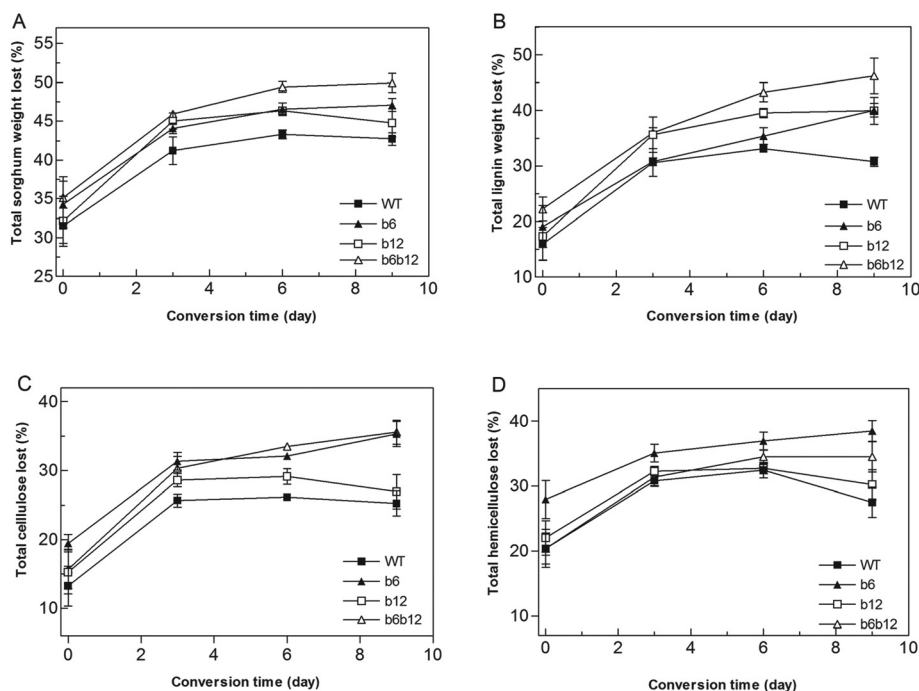 A
Total sorghum weight lost (%)
55
50
45
40
35
30
25
0 2 4 6 8 10
Conversion time (day)
WT
b6
b12
b6b12
B
Total lignin weight lost (%)
50
40
30
20
10
0 2 4 6 8 10
Conversion time (day)
WT
b6
b12
b6b12
C
Total cellulose lost (%)
40
30
20
10
0 2 4 6 8 10
Conversion time (day)
WT
b6
b12
b6b12
D
Total hemicellulose lost (%)
40
30
20
10
0 2 4 6 8 10
Conversion time (day)
WT
b6
b12
b6b12